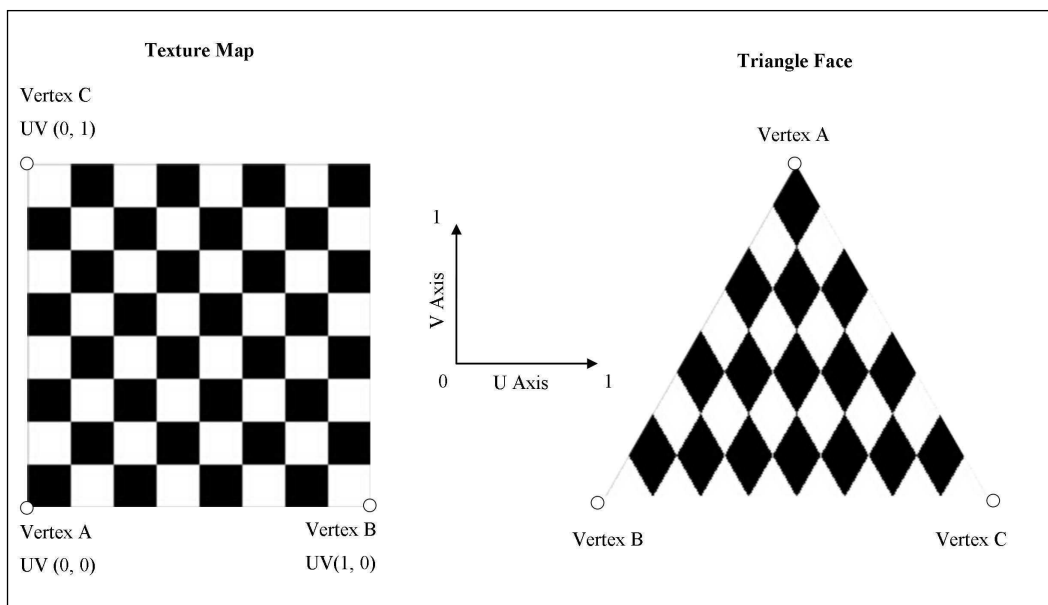 Texture Map
Vertex C
UV (0, 1)
Vertex A
UV (0, 0)
Vertex B
UV(1, 0)
1
V Axis
0
U Axis
1
Triangle Face
Vertex A
Vertex B
Vertex C